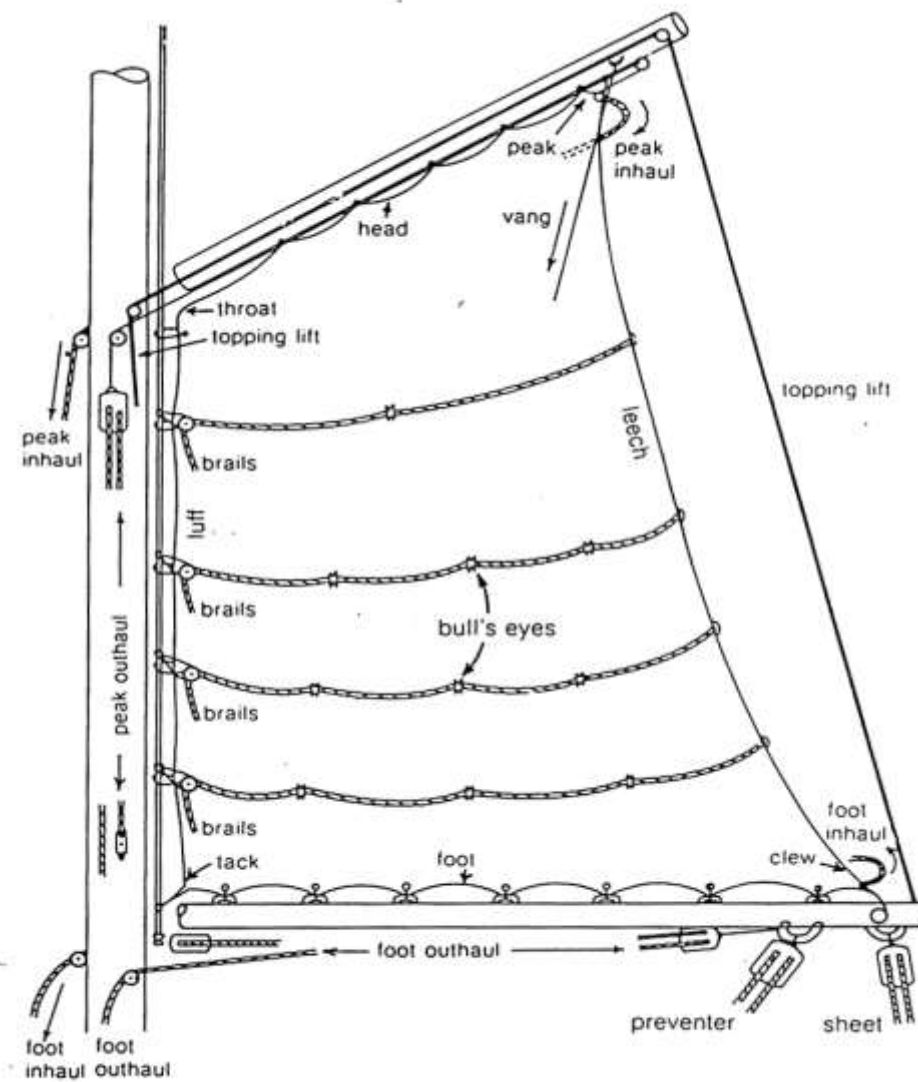 peak
peak
inhaul
vang
head
throat
topping lift
topping lift
peak
inhaul
brails
leech
luff
brails
bull's eyes
peak outhaul
brails
brails
foot
inhaul
tack
foot
clew
foot outhaul
preventer
sheet
foot
inhaul
foot
outhaul